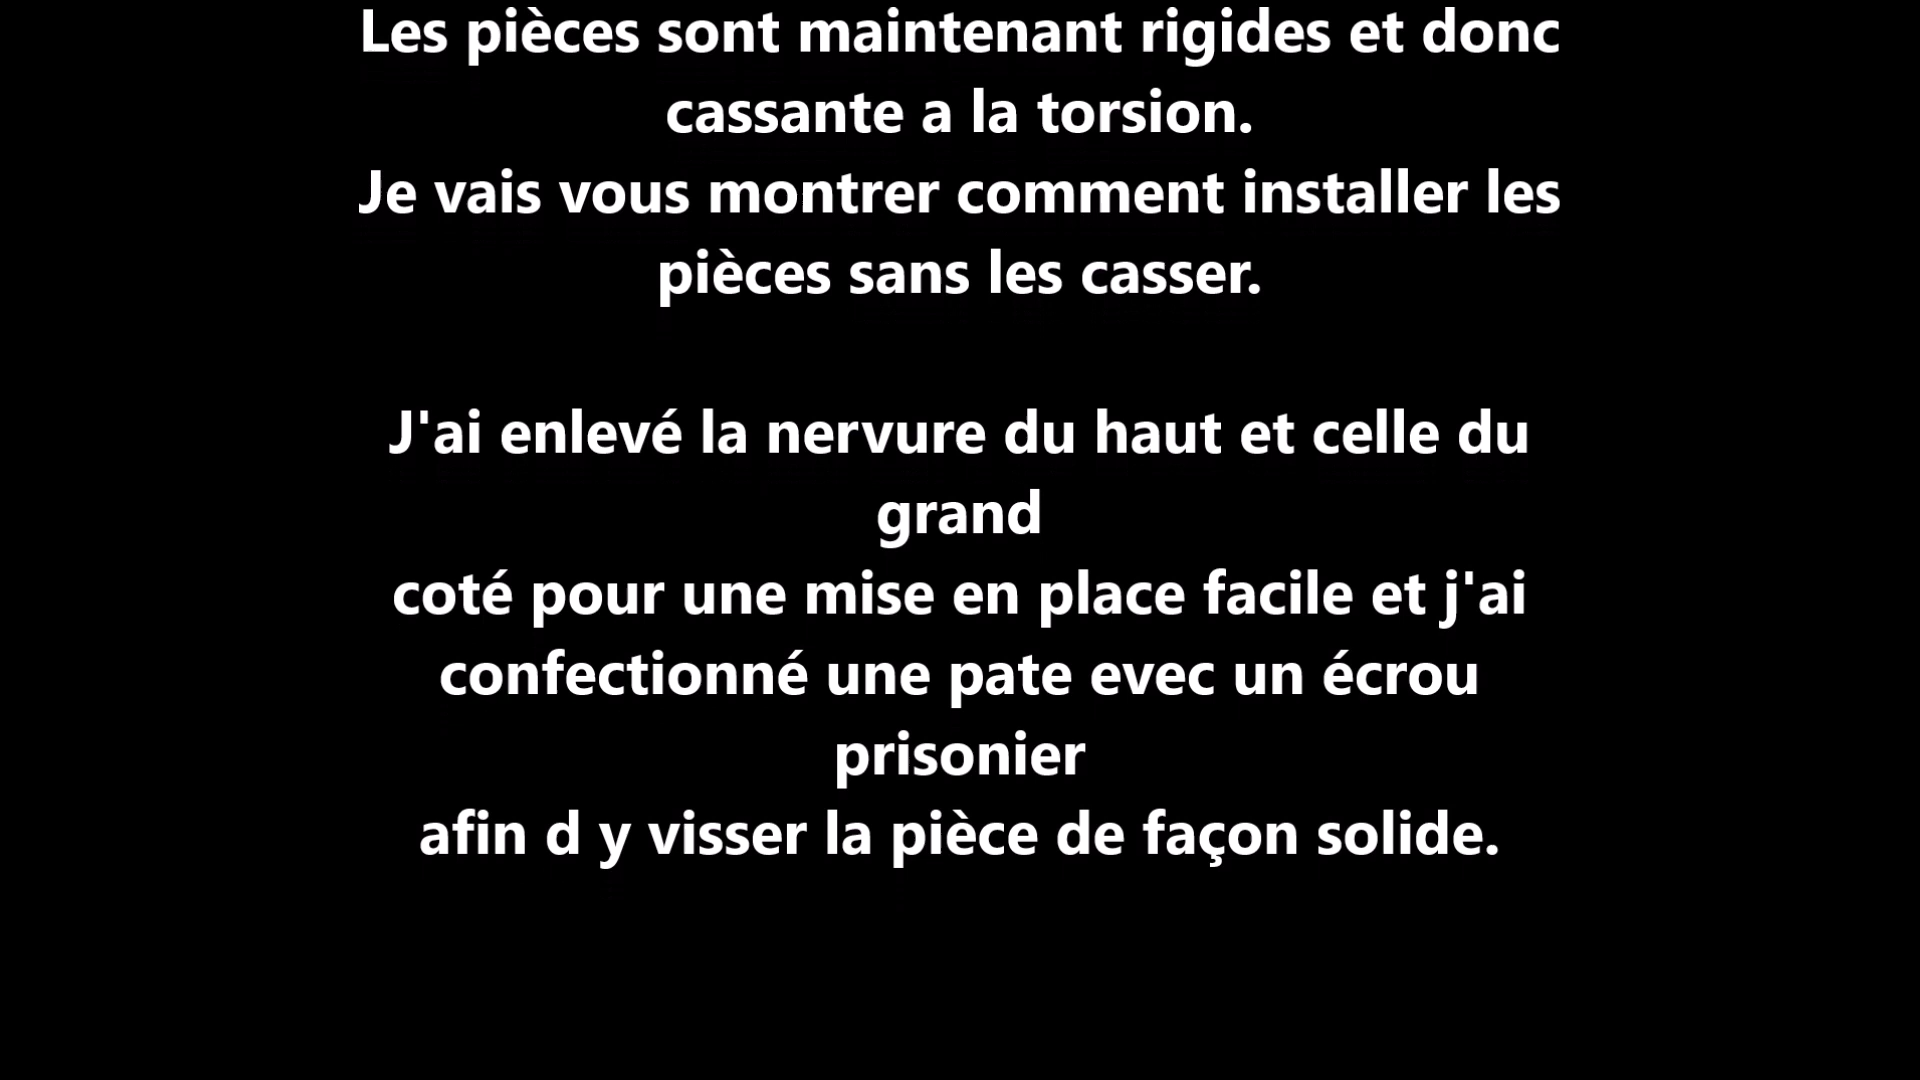 Les pièces sont maintenant rigides et donc
cassante a la torsion.
Je vais vous montrer comment installer les
pièces sans les casser.
J'ai enlevé la nervure du haut et celle du
grand
coté pour une mise en place facile et j'ai
confectionné une pate evec un écrou
prisonier
afin d y visser la pièce de façon solide.